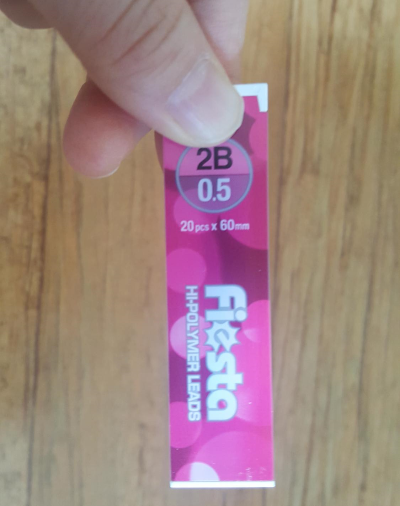 2B
0.5
20pcs x 60mm
Fiesta
HI-POLYMER LEADS